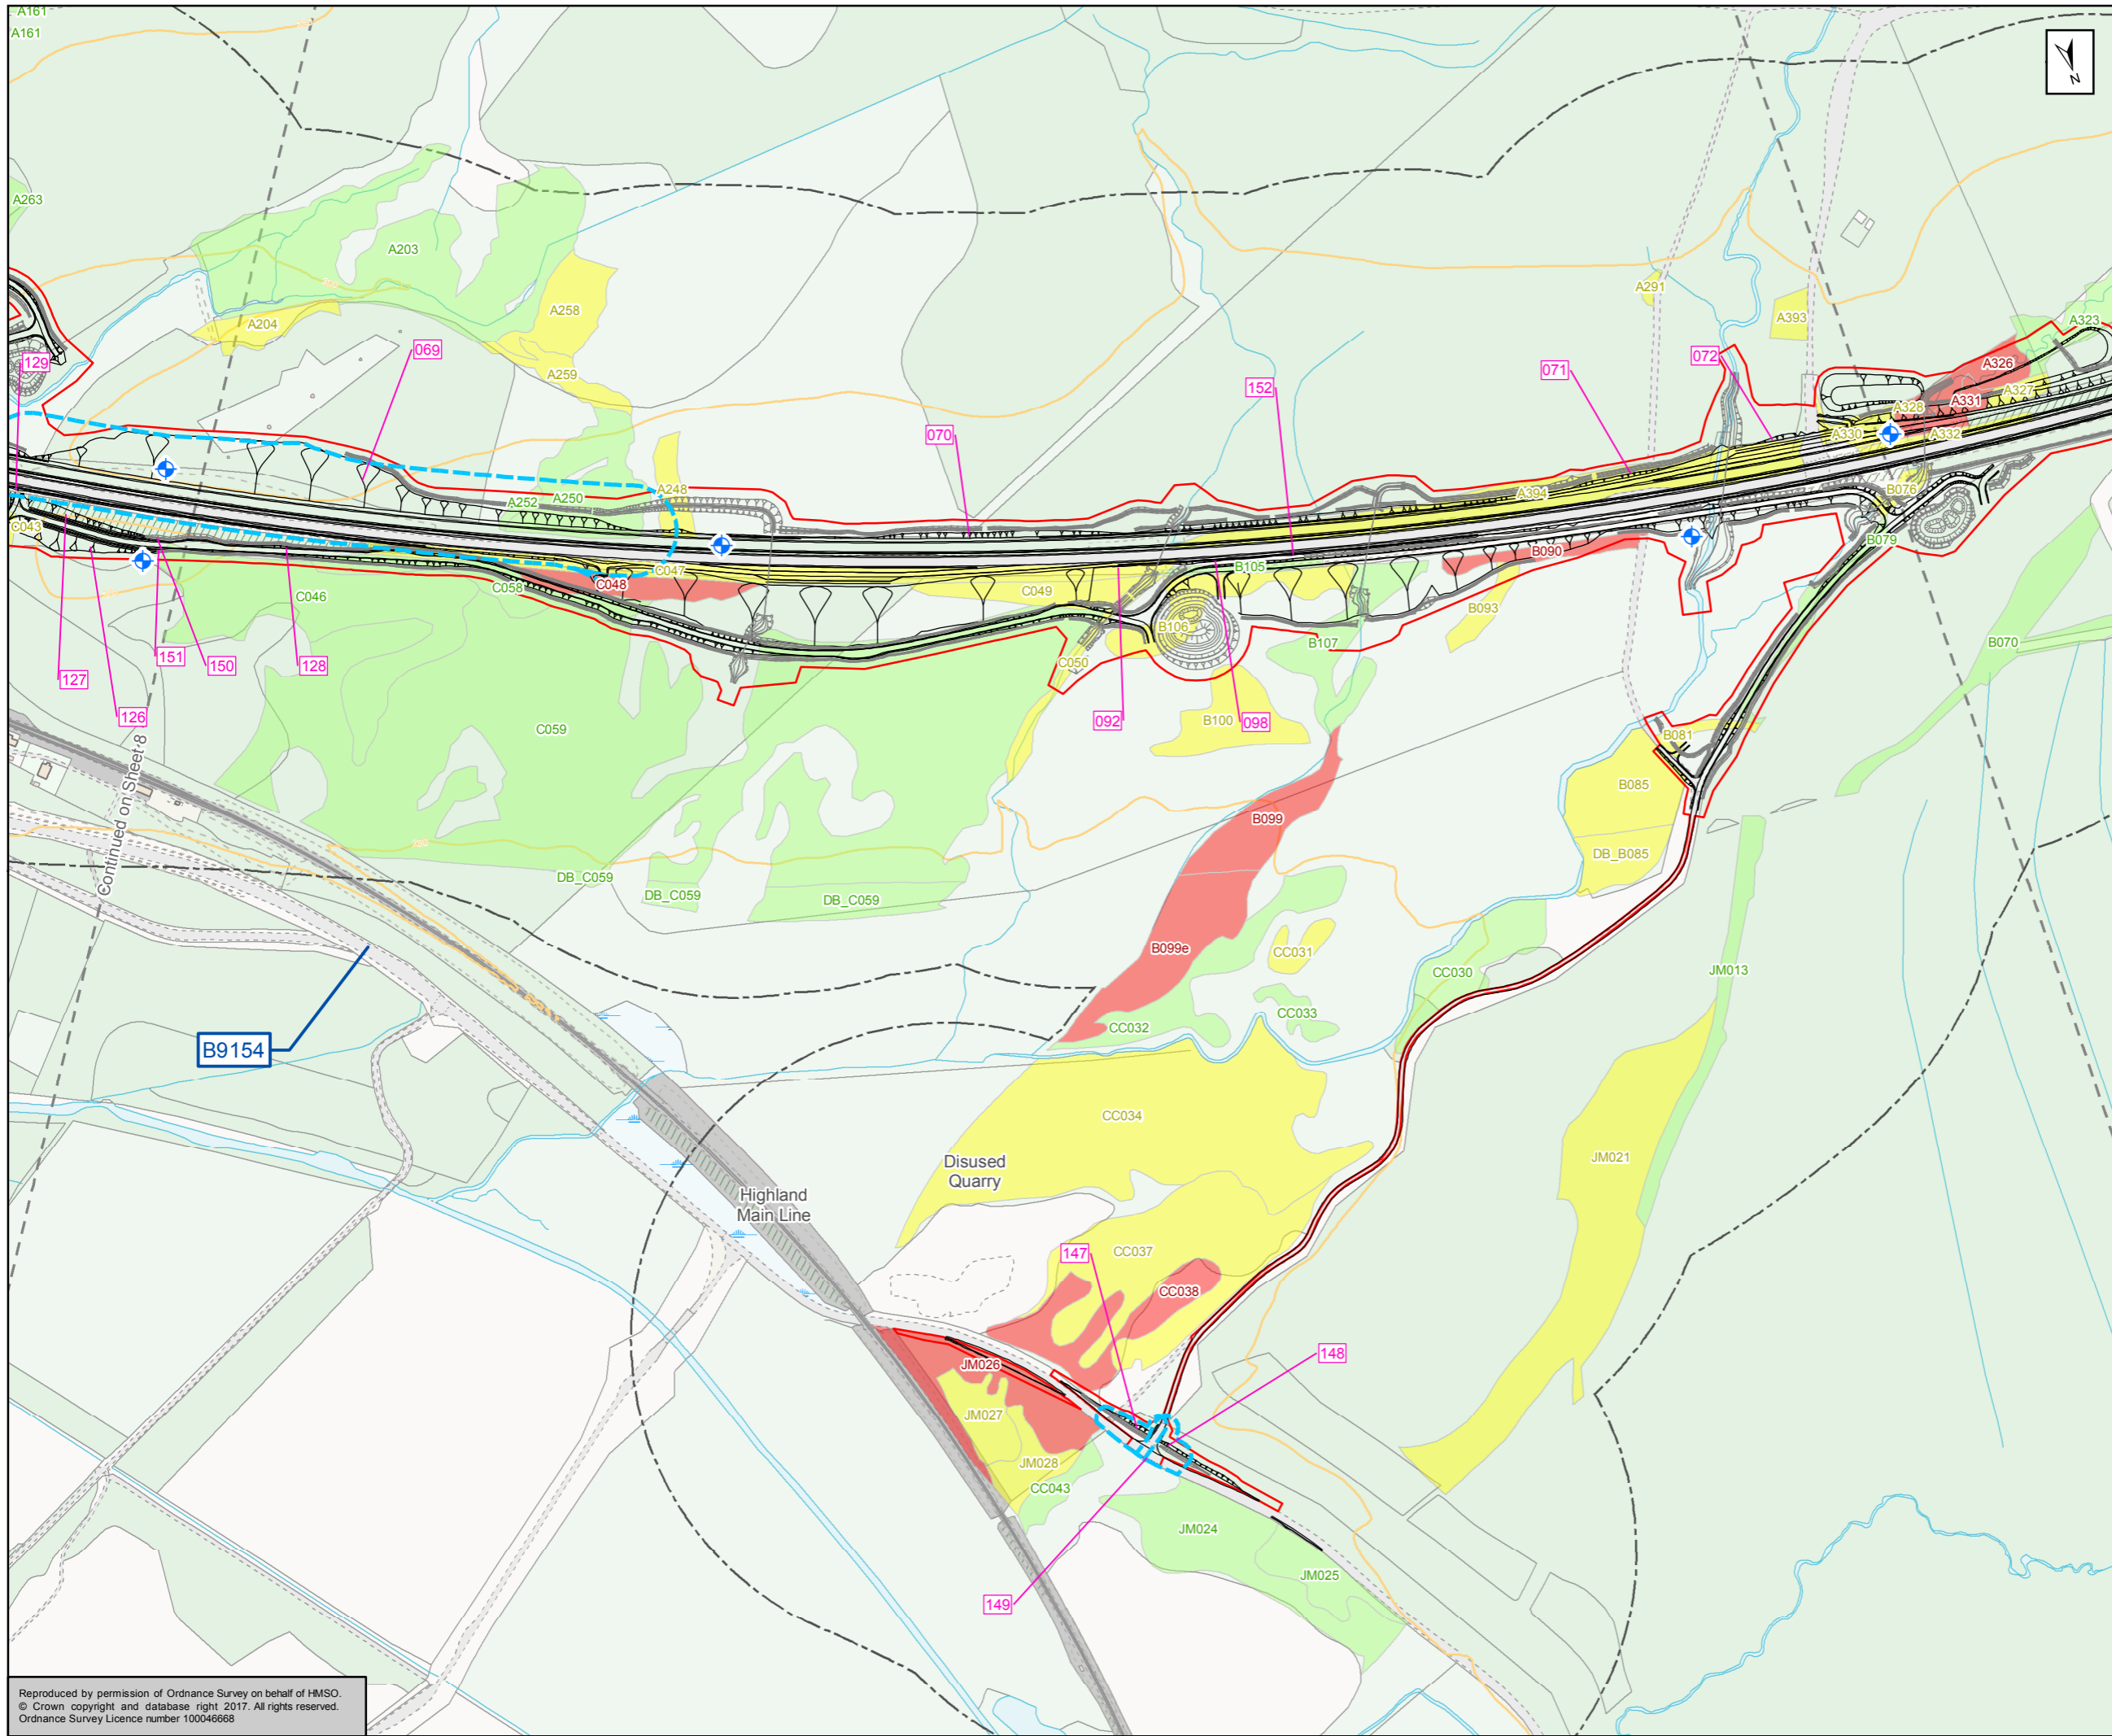 A161
A161
N
A263
A203
A204
A258
A259
A291
A393
A323
A326
A327
A331
A328
A330
A332
129
069
070
152
071
072
A252
A250
A248
A394
B076
C043
C046
C058
C048
C047
C049
B105
B090
B079
B093
B106
B107
C050
B070
127
151
150
128
126
C059
092
098
B100
B081
B085
DB_B085
B099
Continued on Sheet 8
DB_C059
DB_C059
DB_C059
B099e
CC031
CC030
JM013
CC032
CC033
B9154
CC034
Disused
Quarry
JM021
Highland
Main Line
147
CC037
CC038
148
JM026
JM027
JM028
CC043
JM024
JM025
149
Reproduced by permission of Ordnance Survey on behalf of HMSO.
© Crown copyright and database right 2017. All rights reserved.
Ordnance Survey Licence number 100046668